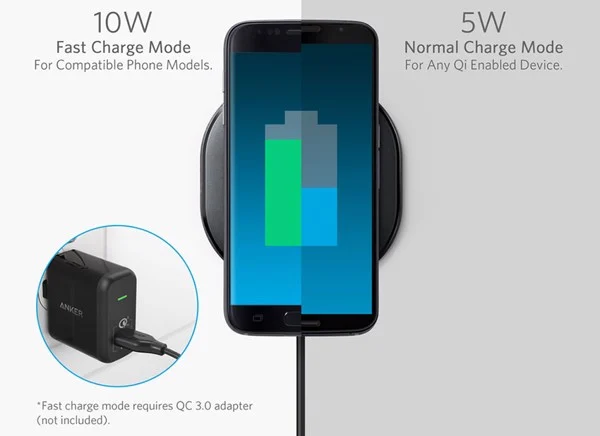 10W
Fast Charge Mode
For Compatible Phone Models.
5W
Normal Charge Mode
For Any Qi Enabled Device.
ANKER
*Fast charge mode requires QC 3.0 adapter
(not included).